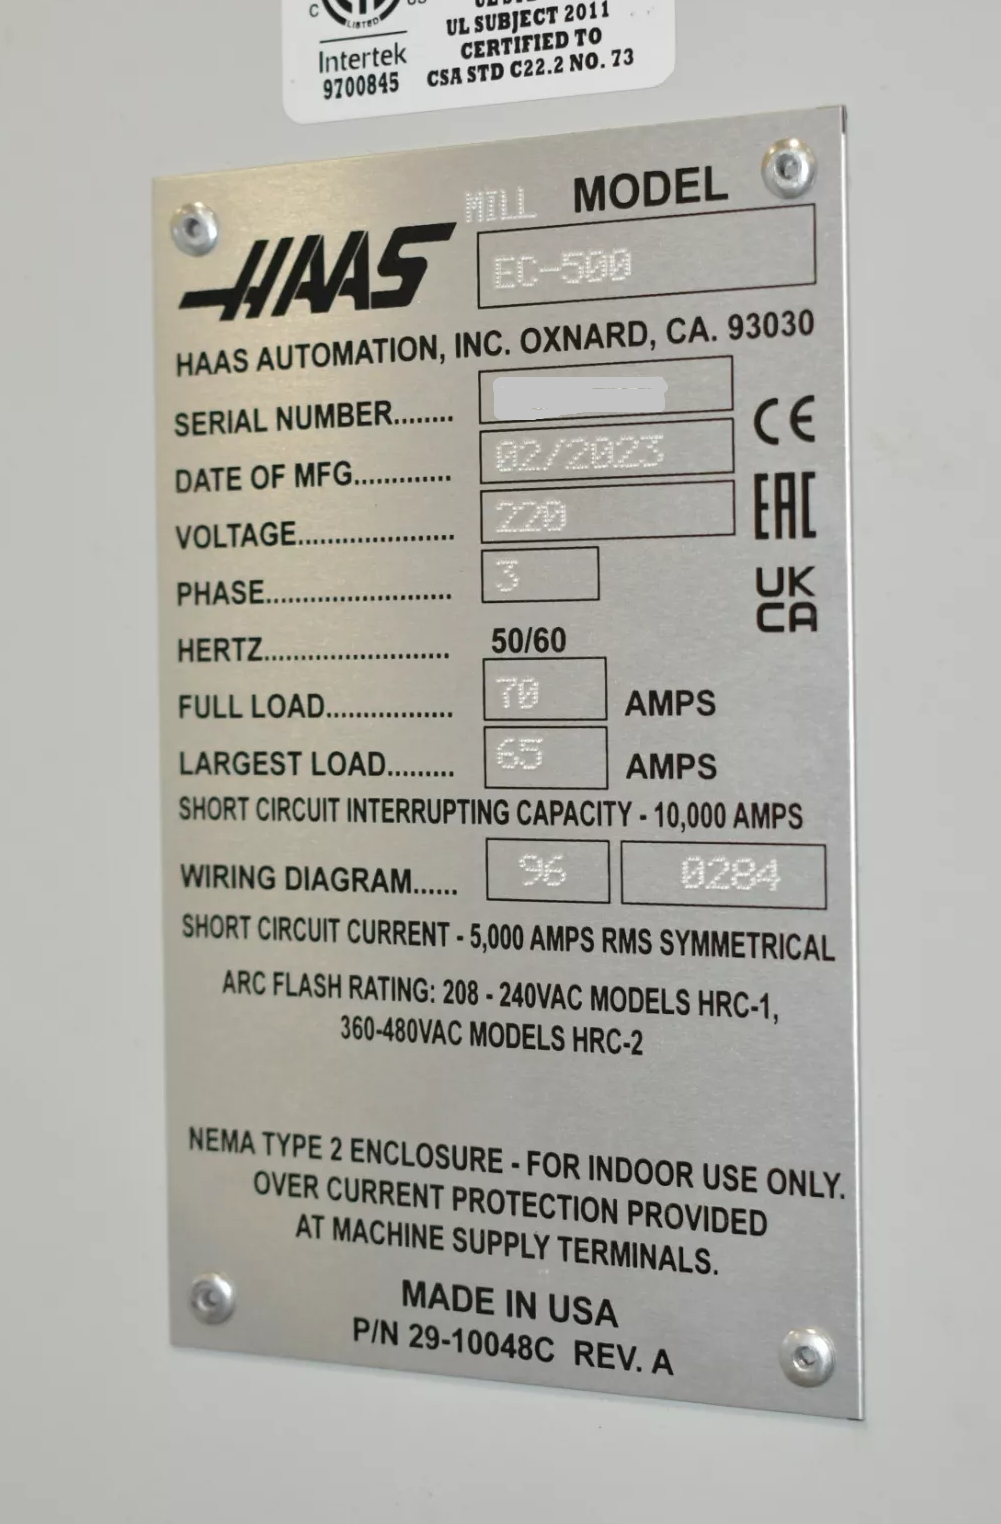 C
LISTED
Intertek
9700845
UL SUBJECT 2011
CERTIFIED TO
CSA STD C22.2 NO. 73
MILL MODEL
HAAS EC-500
HAAS AUTOMATION, INC. OXNARD, CA. 93030
SERIAL NUMBER........
DATE OF MFG............. 02/2023
VOLTAGE...................... 220
PHASE.......................... 3
HERTZ.......................... 50/60
FULL LOAD.................. 70 AMPS
LARGEST LOAD......... 65 AMPS
SHORT CIRCUIT INTERRUPTING CAPACITY - 10,000 AMPS
WIRING DIAGRAM...... 96 0284
SHORT CIRCUIT CURRENT - 5,000 AMPS RMS SYMMETRICAL
ARC FLASH RATING: 208 - 240VAC MODELS HRC-1,
360-480VAC MODELS HRC-2
NEMA TYPE 2 ENCLOSURE - FOR INDOOR USE ONLY.
OVER CURRENT PROTECTION PROVIDED
AT MACHINE SUPPLY TERMINALS.
MADE IN USA
P/N 29-10048C REV. A
CE
EAC
UK
CA